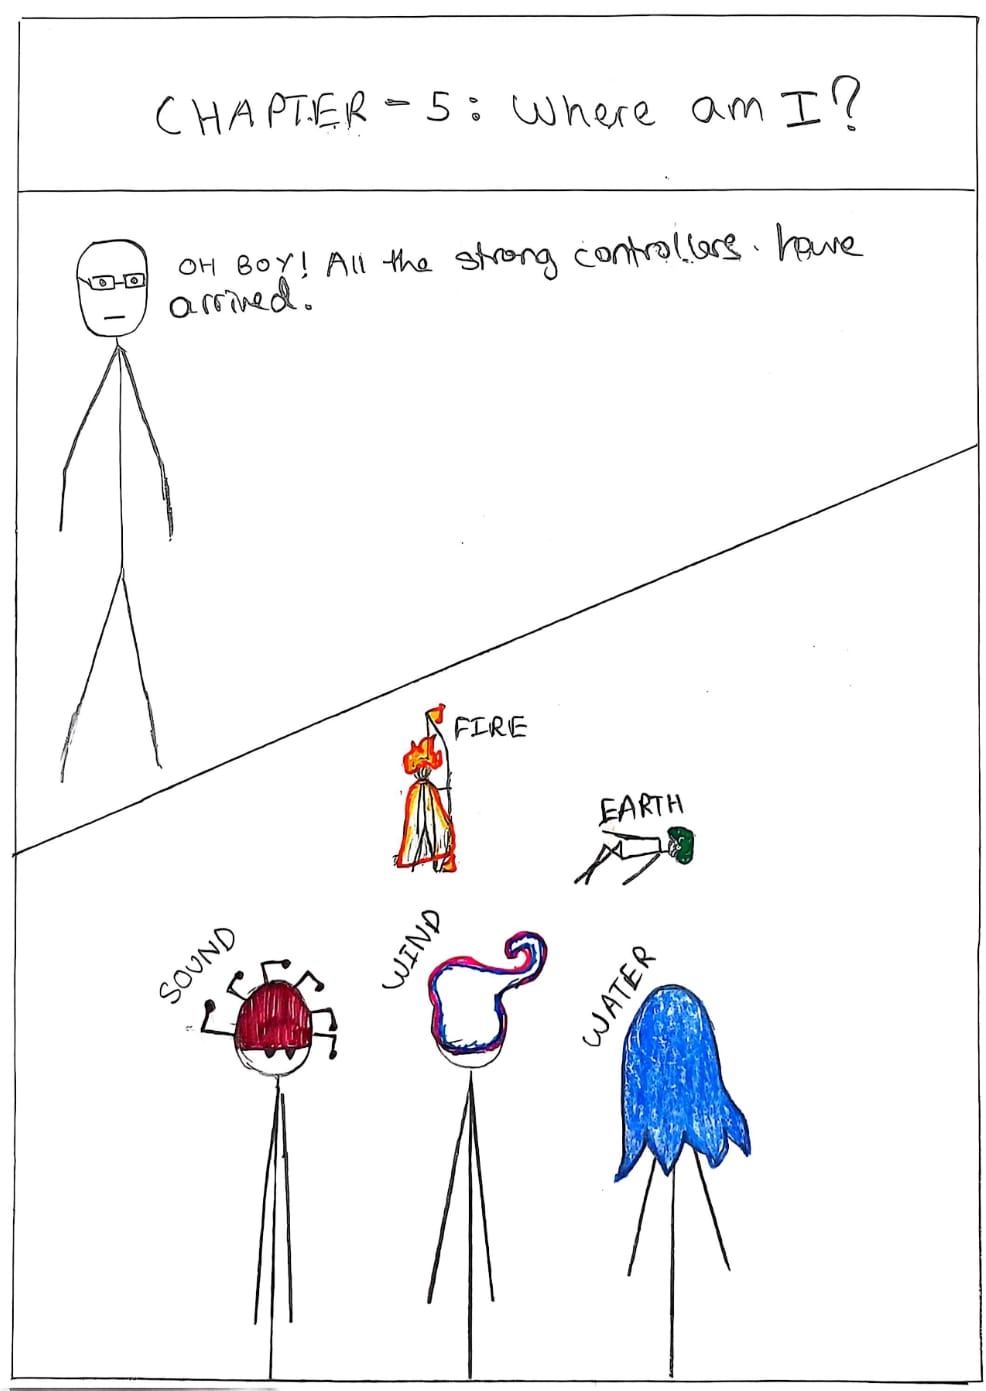 CHAPTER - 5: Where am I?
OH BOY! All the strong controllers. have
arrived.
FIRE
EARTH
SOUND
WIND
WATER